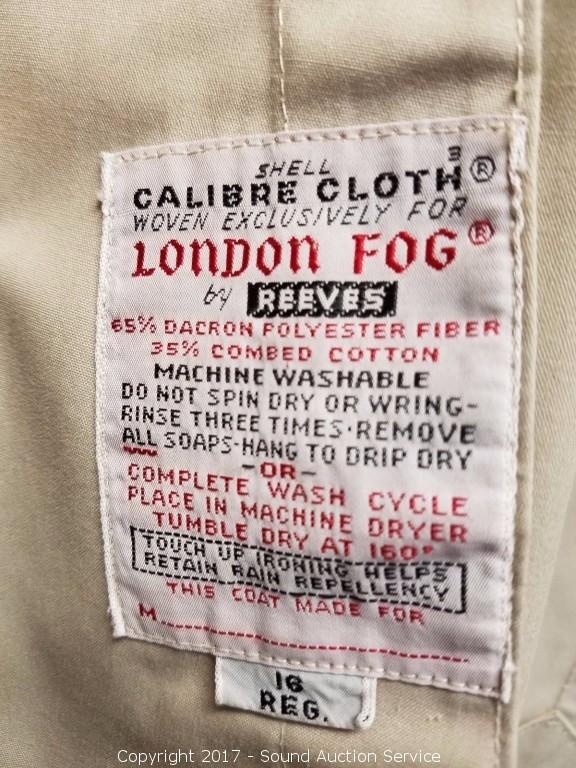 SHELL
CALIBRE CLOTH 3 ®
WOVEN EXCLUSIVELY FOR
LONDON FOG ®
by REEVES
65% DACRON POLYESTER FIBER
35% COMBED COTTON
MACHINE WASHABLE
DO NOT SPIN DRY OR WRING-
RINSE THREE TIMES·REMOVE
ALL SOAPS-HANG TO DRIP DRY
-OR-
COMPLETE WASH CYCLE
PLACE IN MACHINE DRYER
TUMBLE DRY AT 160°
TOUCH UP IRONING HELPS
RETAIN RAIN REPELLENCY
THIS COAT MADE FOR
M
16
REG.
Copyright 2017 - Sound Auction Service